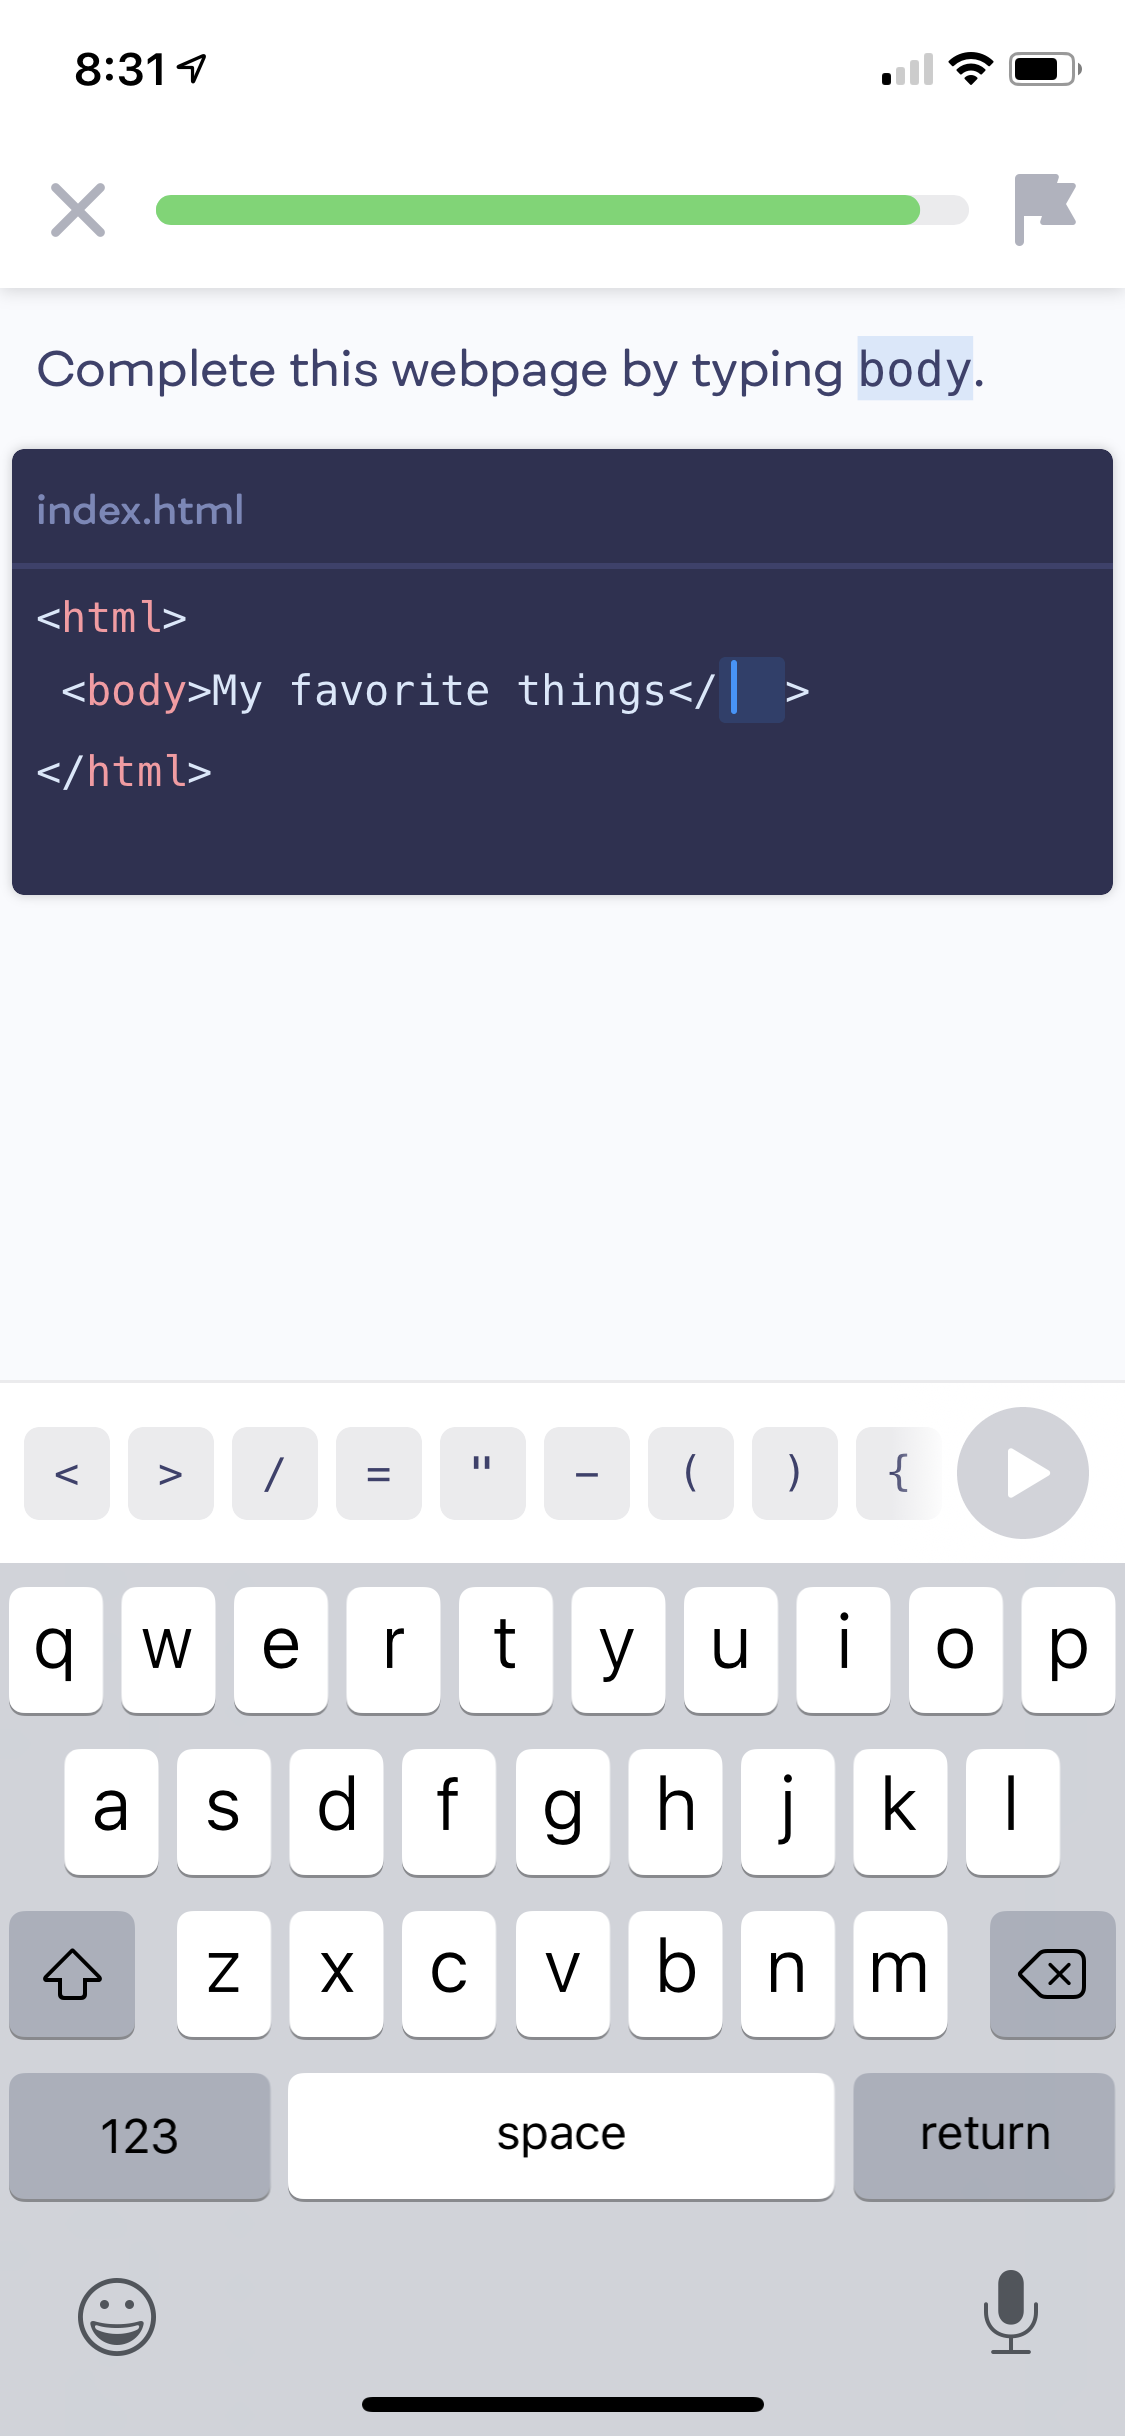 8:31
Complete this webpage by typing body.
index.html
<html>
<body>My favorite things</ >
</html>
< > / = " - ( ) {
q w e r t y u i o p
a s d f g h j k l
z x c v b n m
123 space return